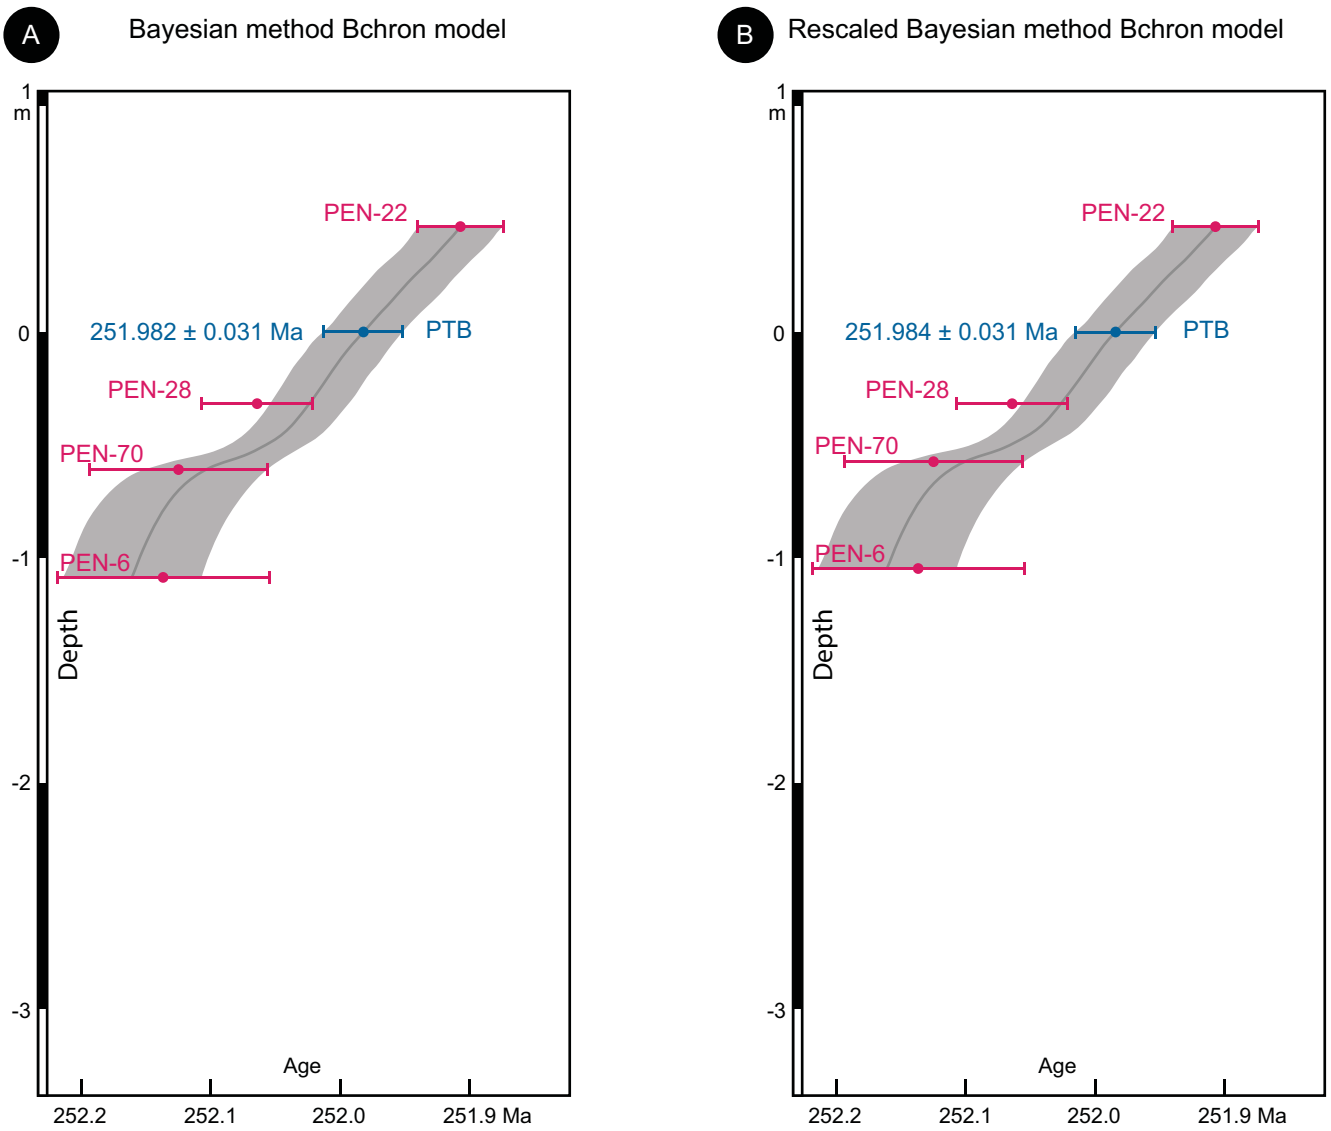 A
Bayesian method Bchron model
1
m
PEN-22
0
251.982 ± 0.031 Ma
PTB
PEN-28
PEN-70
PEN-6
-1
Depth
-2
-3
Age
252.2
252.1
252.0
251.9 Ma
B
Rescaled Bayesian method Bchron model
1
m
PEN-22
0
251.984 ± 0.031 Ma
PTB
PEN-28
PEN-70
PEN-6
-1
Depth
-2
-3
Age
252.2
252.1
252.0
251.9 Ma